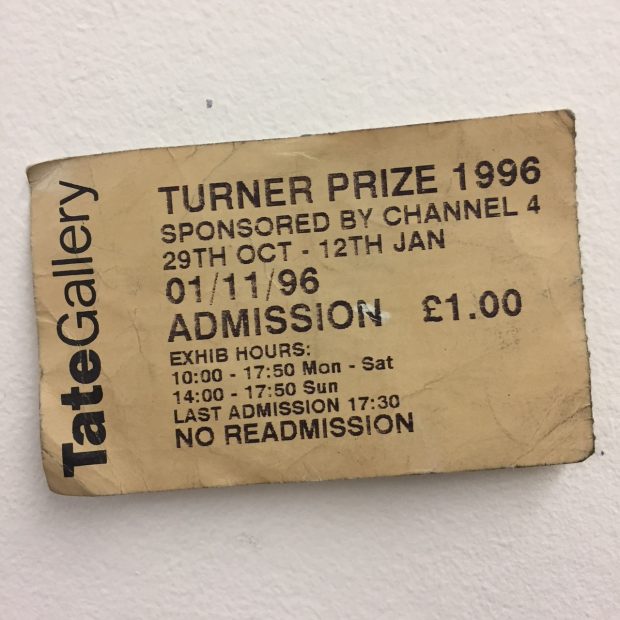 TateGallery
TURNER PRIZE 1996
SPONSORED BY CHANNEL 4
29TH OCT - 12TH JAN
01/11/96
ADMISSION £1.00
EXHIB HOURS:
10:00 - 17:50 Mon - Sat
14:00 - 17:50 Sun
LAST ADMISSION 17:30
NO READMISSION